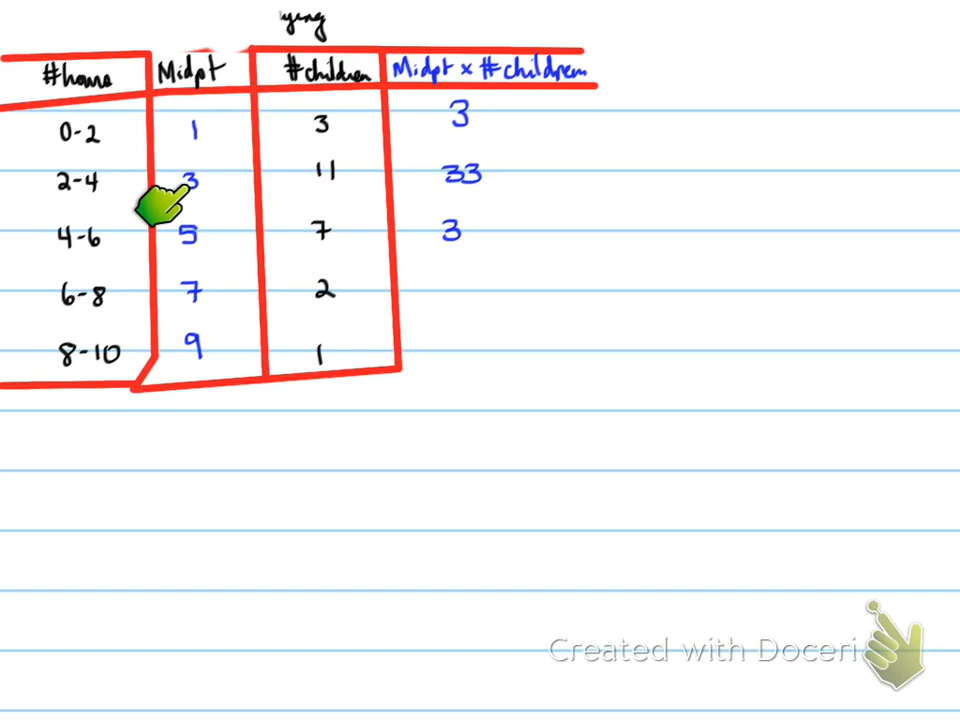 ying
#hours Midpt #children Midpt x #children
0-2 1 3 3
2-4 3 11 33
4-6 5 7 3
6-8 7 2
8-10 9 1
Created with Doceri